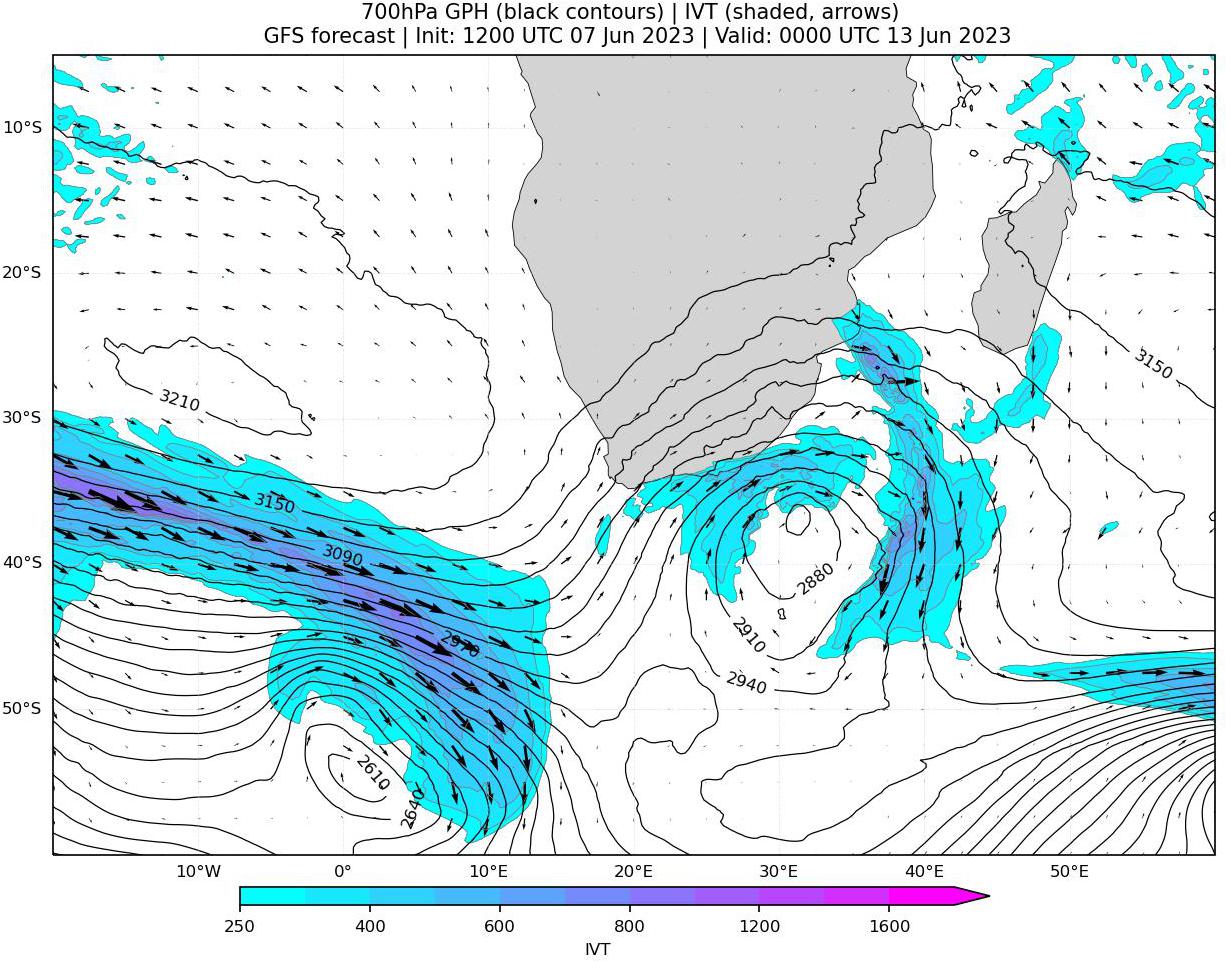 700hPa GPH (black contours) | IVT (shaded, arrows)
GFS forecast | Init: 1200 UTC 07 Jun 2023 | Valid: 0000 UTC 13 Jun 2023
10°S
20°S
3150
3210
30°S
3150
3090
40°S
2880
2910
2970
2940
50°S
2610
2640
10°W 0° 10°E 20°E 30°E 40°E 50°E
250 400 600 800 1200 1600
IVT